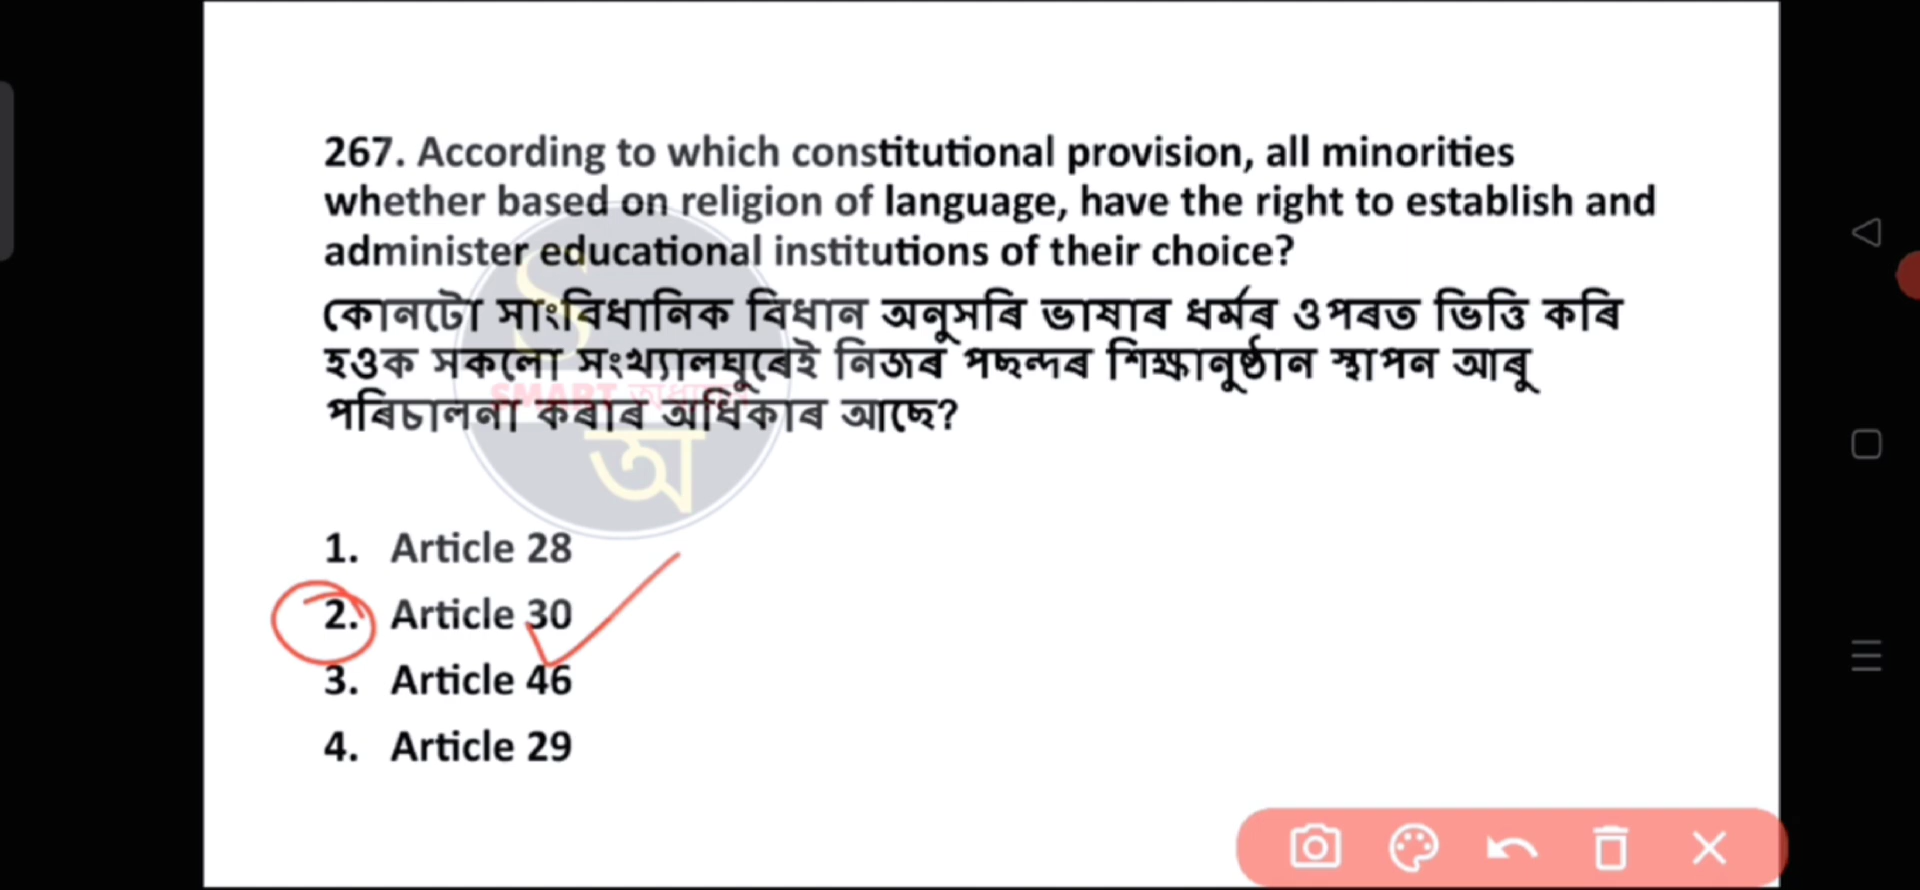 267. According to which constitutional provision, all minorities
whether based on religion of language, have the right to establish and
administer educational institutions of their choice?
কোনটো সাংবিধানিক বিধান অনুসৰি ভাষাৰ ধৰ্মৰ ওপৰত ভিত্তি কৰি
হওক সকলো সংখ্যালঘুৰেই নিজৰ পছন্দৰ শিক্ষানুষ্ঠান স্থাপন আৰু
পৰিচালনা কৰাৰ অধিকাৰ আছে?
S
SMART
অ
1. Article 28
2. Article 30
3. Article 46
4. Article 29